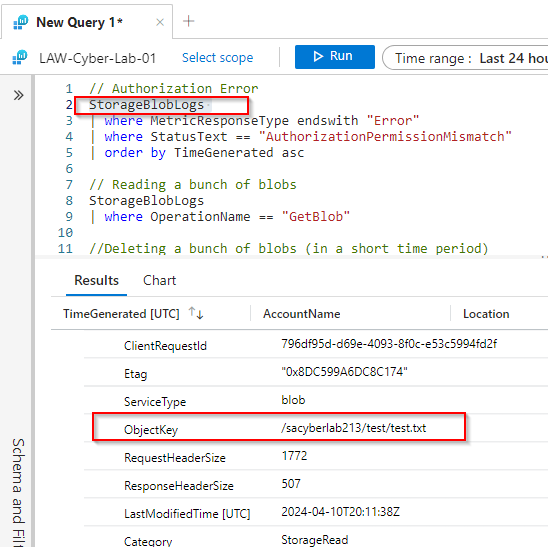 New Query 1*
LAW-Cyber-Lab-01 Select scope Run Time range : Last 24 hour
1 // Authorization Error
2 StorageBlobLogs
3 | where MetricResponseType endswith "Error"
4 | where StatusText == "AuthorizationPermissionMismatch"
5 | order by TimeGenerated asc
6
7 // Reading a bunch of blobs
8 StorageBlobLogs
9 | where OperationName == "GetBlob"
10
11 //Deleting a bunch of blobs (in a short time period)
Results Chart
TimeGenerated [UTC] AccountName Location
ClientRequestId 796df95d-d69e-4093-8f0c-e53c5994fd2f
Etag "0x8DC599A6DC8C174"
ServiceType blob
ObjectKey /sacyberlab213/test/test.txt
RequestHeaderSize 1772
ResponseHeaderSize 507
LastModifiedTime [UTC] 2024-04-10T20:11:38Z
Category StorageRead
Schema and Filt